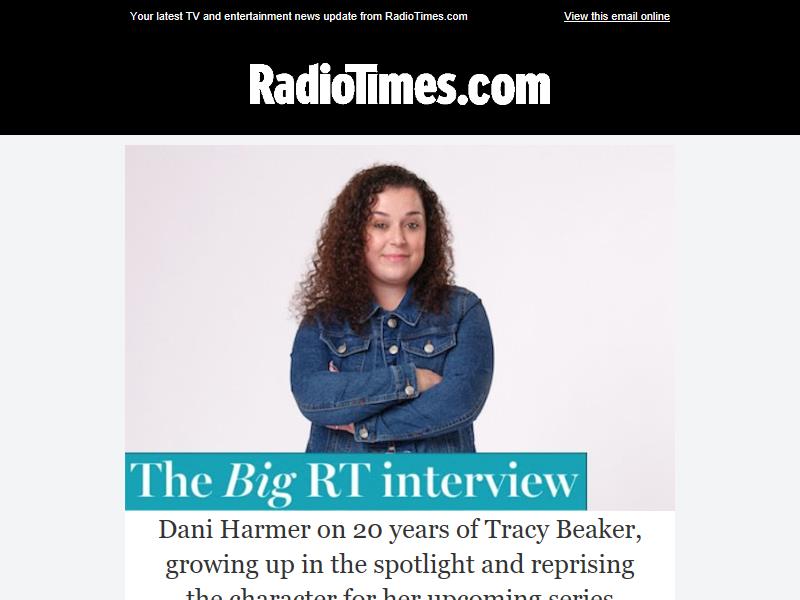 Your latest TV and entertainment news update from RadioTimes.com
View this email online
RadioTimes.com
The Big RT interview
Dani Harmer on 20 years of Tracy Beaker,
growing up in the spotlight and reprising
the character for her upcoming series